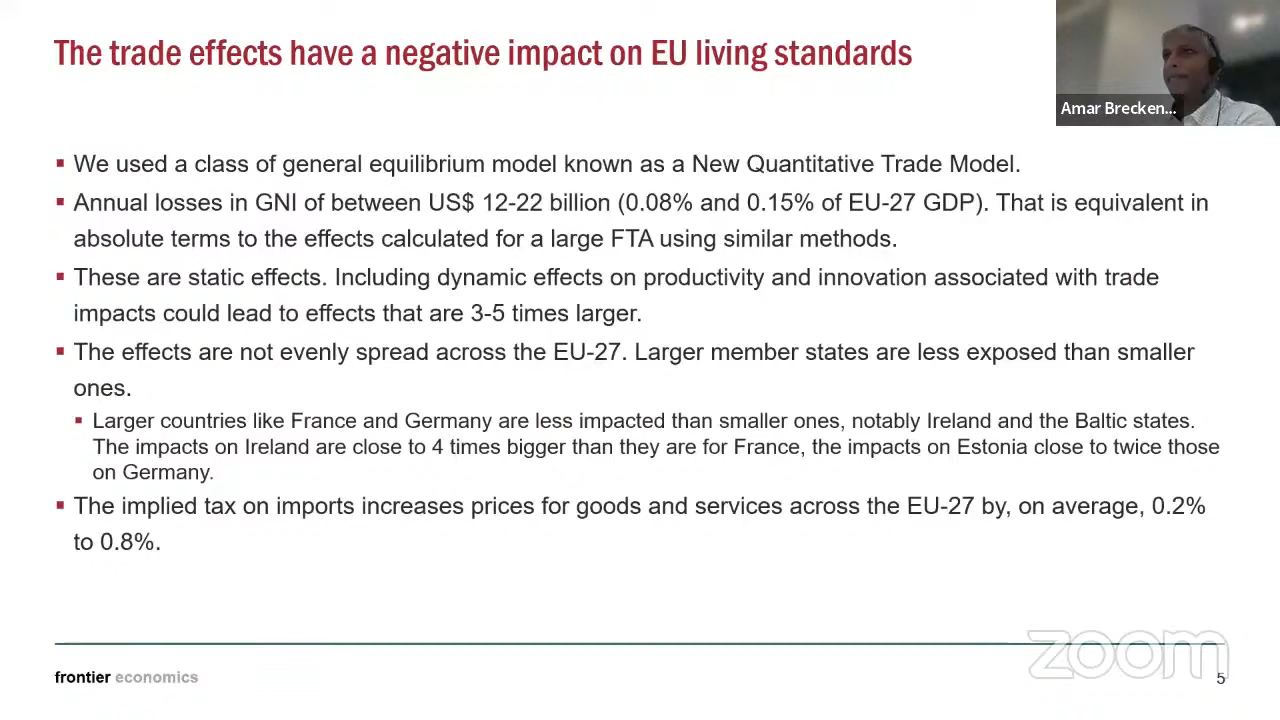 The trade effects have a negative impact on EU living standards
zoom
Amar Brecken...
▪ We used a class of general equilibrium model known as a New Quantitative Trade Model.
▪ Annual losses in GNI of between US$ 12-22 billion (0.08% and 0.15% of EU-27 GDP). That is equivalent in
absolute terms to the effects calculated for a large FTA using similar methods.
▪ These are static effects. Including dynamic effects on productivity and innovation associated with trade
impacts could lead to effects that are 3-5 times larger.
▪ The effects are not evenly spread across the EU-27. Larger member states are less exposed than smaller
ones.
▪ Larger countries like France and Germany are less impacted than smaller ones, notably Ireland and the Baltic states.
The impacts on Ireland are close to 4 times bigger than they are for France, the impacts on Estonia close to twice those
on Germany.
▪ The implied tax on imports increases prices for goods and services across the EU-27 by, on average, 0.2%
to 0.8%.
zoom
frontier economics
5